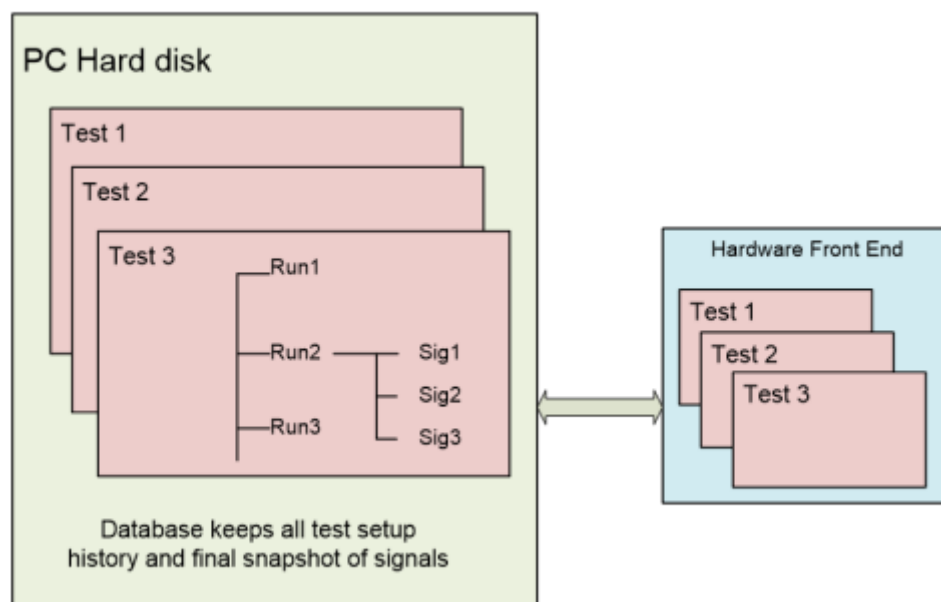 PC Hard disk
Test 1
Test 2
Test 3
Run1
Run2
Sig1
Sig2
Run3
Sig3
Database keeps all test setup
history and final snapshot of signals
Hardware Front End
Test 1
Test 2
Test 3